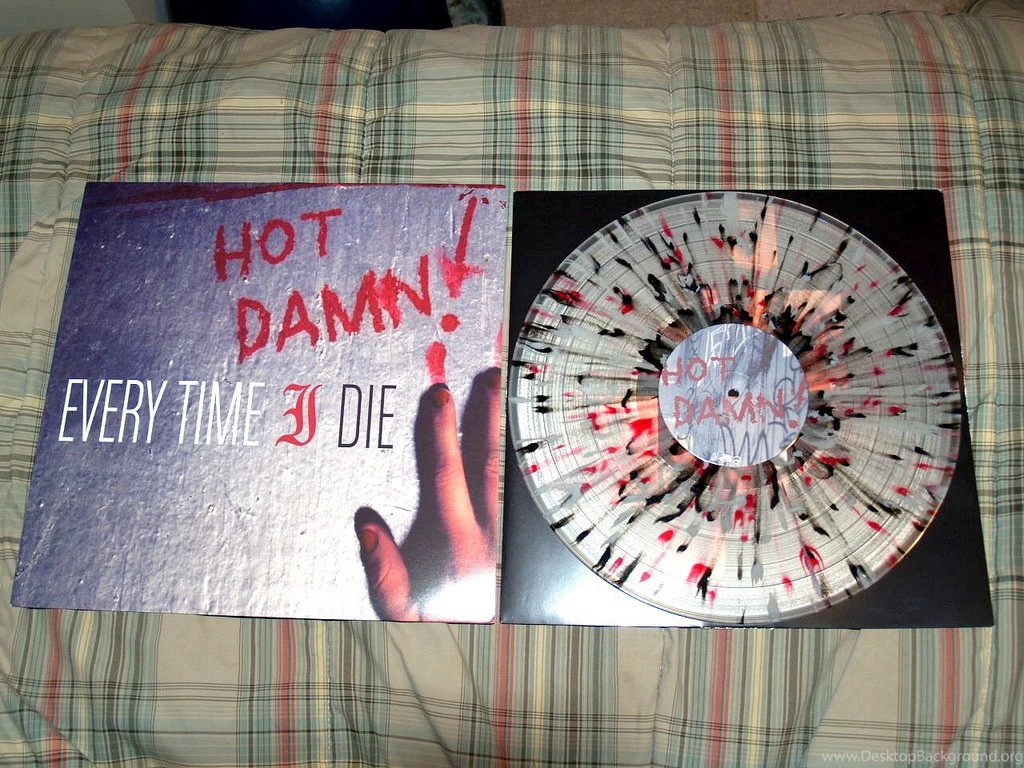 HOT
DAMN!
EVERY TIME I DIE
HOT
DAMN!
www.DesktopBackground.org